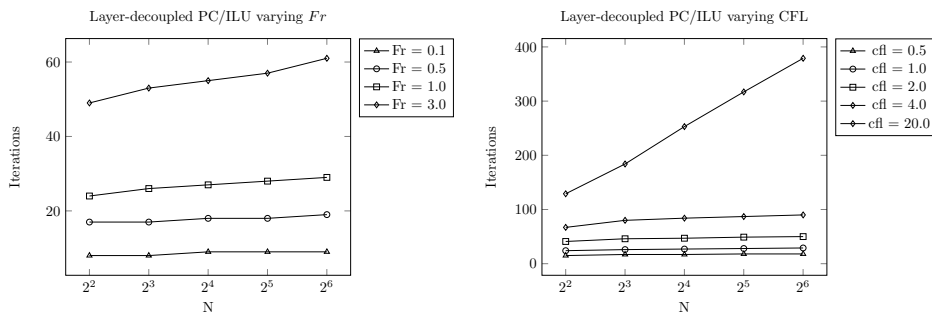 Layer-decoupled PC/ILU varying Fr
60
40
20
Iterations
2^2 2^3 2^4 2^5 2^6
N
Fr = 0.1
Fr = 0.5
Fr = 1.0
Fr = 3.0
Layer-decoupled PC/ILU varying CFL
400
300
200
100
0
Iterations
2^2 2^3 2^4 2^5 2^6
N
cfl = 0.5
cfl = 1.0
cfl = 2.0
cfl = 4.0
cfl = 20.0